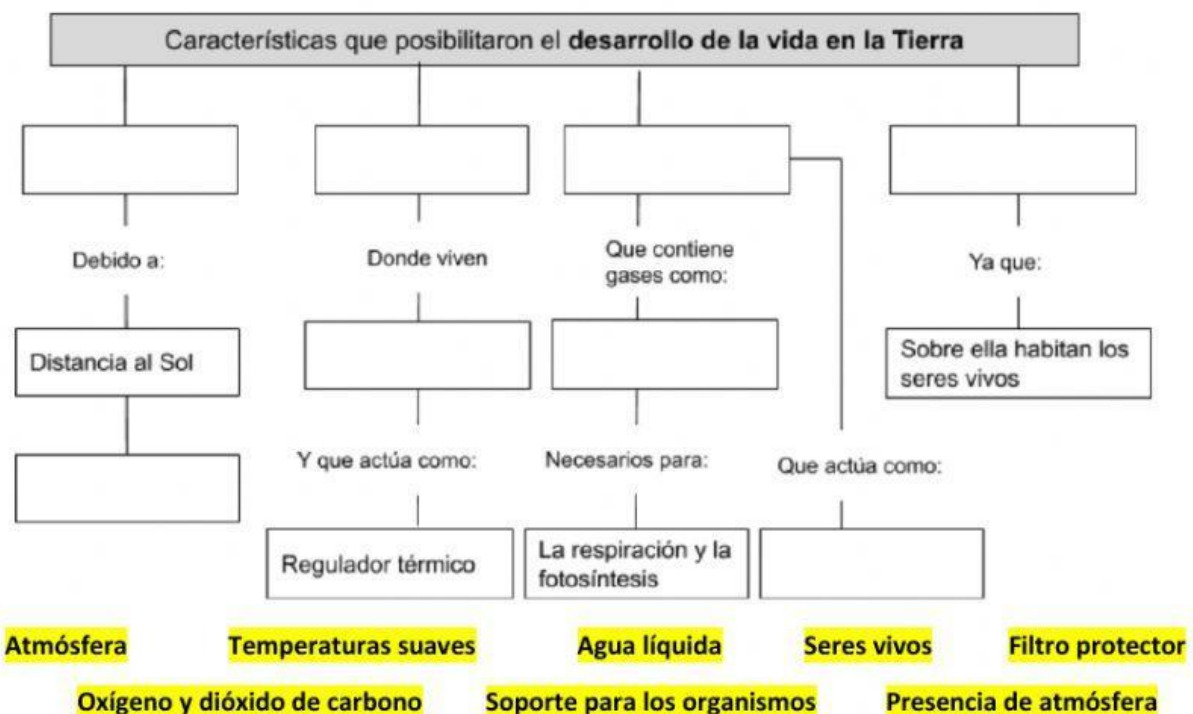 Características que posibilitaron el desarrollo de la vida en la Tierra
Debido a:
Donde viven
Que contiene
gases como:
Ya que:
Distancia al Sol
Sobre ella habitan los
seres vivos
Y que actúa como:
Necesarios para:
Que actúa como:
Regulador térmico
La respiración y la
fotosíntesis
Atmósfera
Temperaturas suaves
Agua líquida
Seres vivos
Filtro protector
Oxígeno y dióxido de carbono
Soporte para los organismos
Presencia de atmósfera